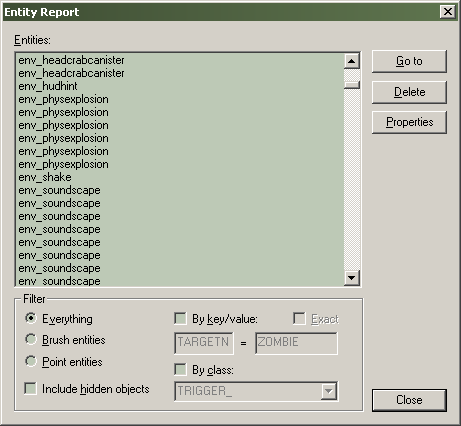 Entity Report
Entities:
env_headcrabcanister
env_headcrabcanister
env_hudhint
env_physexplosion
env_physexplosion
env_physexplosion
env_physexplosion
env_physexplosion
env_physexplosion
env_shake
env_soundscape
env_soundscape
env_soundscape
env_soundscape
env_soundscape
env_soundscape
env_soundscape
env_soundscape
Go to
Delete
Properties
Filter
Everything
Brush entities
Point entities
Include hidden objects
By key/value:
Exact
TARGETN = ZOMBIE
By class:
TRIGGER_
Close